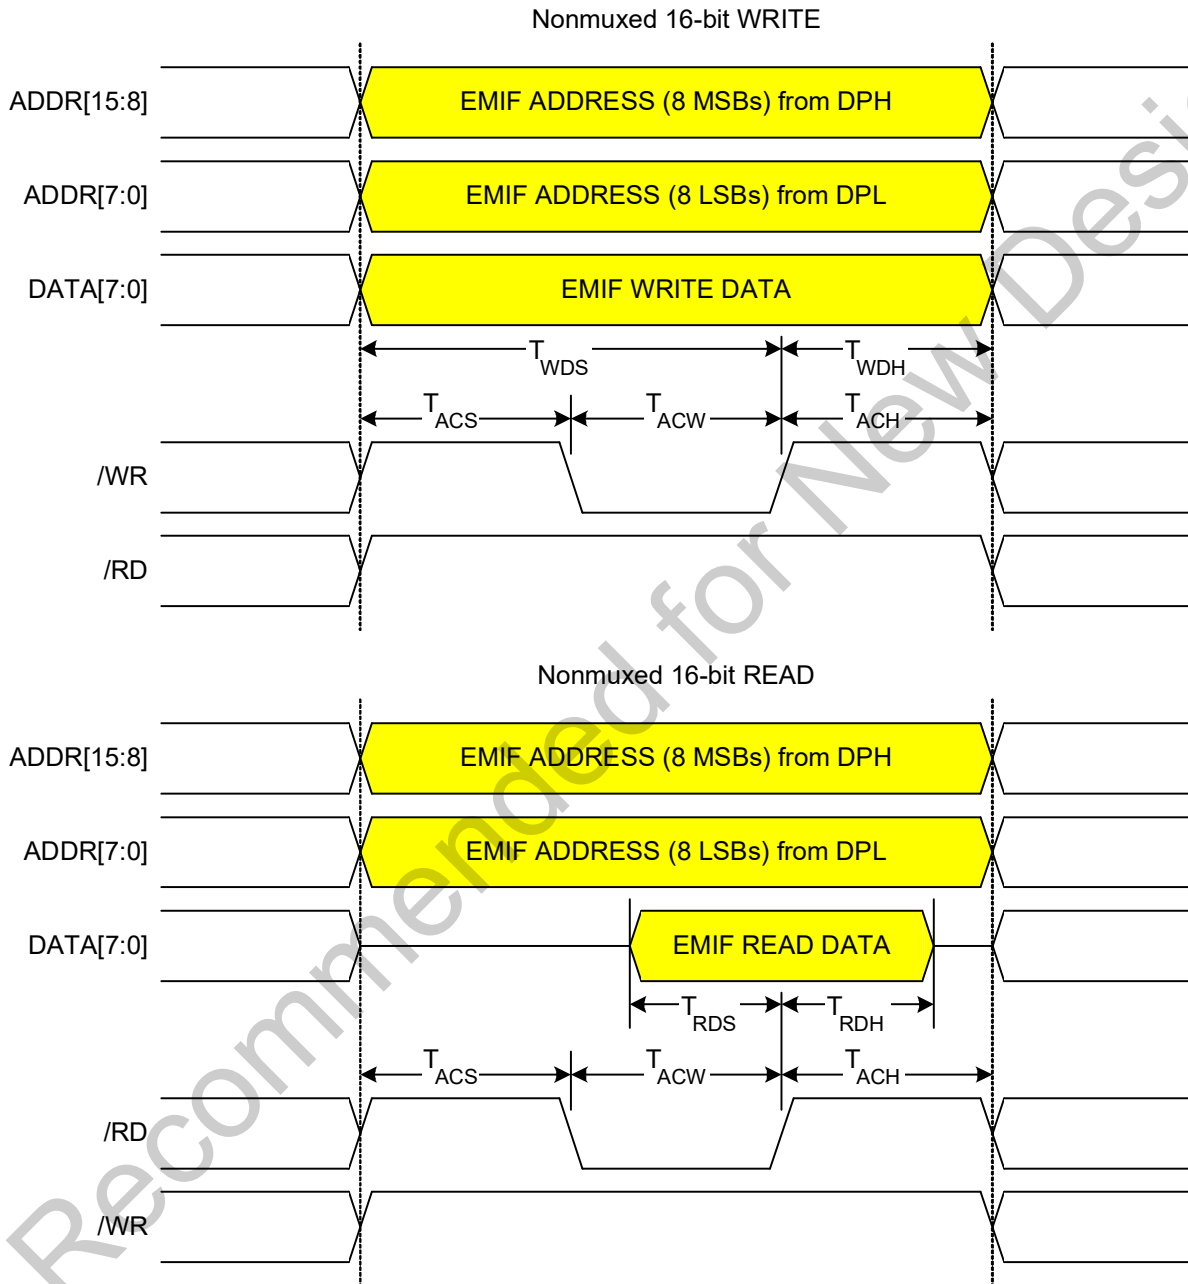 Nonmuxed 16-bit WRITE
ADDR[15:8]
EMIF ADDRESS (8 MSBs) from DPH
ADDR[7:0]
EMIF ADDRESS (8 LSBs) from DPL
DATA[7:0]
EMIF WRITE DATA
TWDS TWDH
TACS TACW TACH
/WR
/RD
Nonmuxed 16-bit READ
ADDR[15:8]
EMIF ADDRESS (8 MSBs) from DPH
ADDR[7:0]
EMIF ADDRESS (8 LSBs) from DPL
DATA[7:0]
EMIF READ DATA
TRDS TRDH
TACS TACW TACH
/RD
/WR
Recommended for New Desi